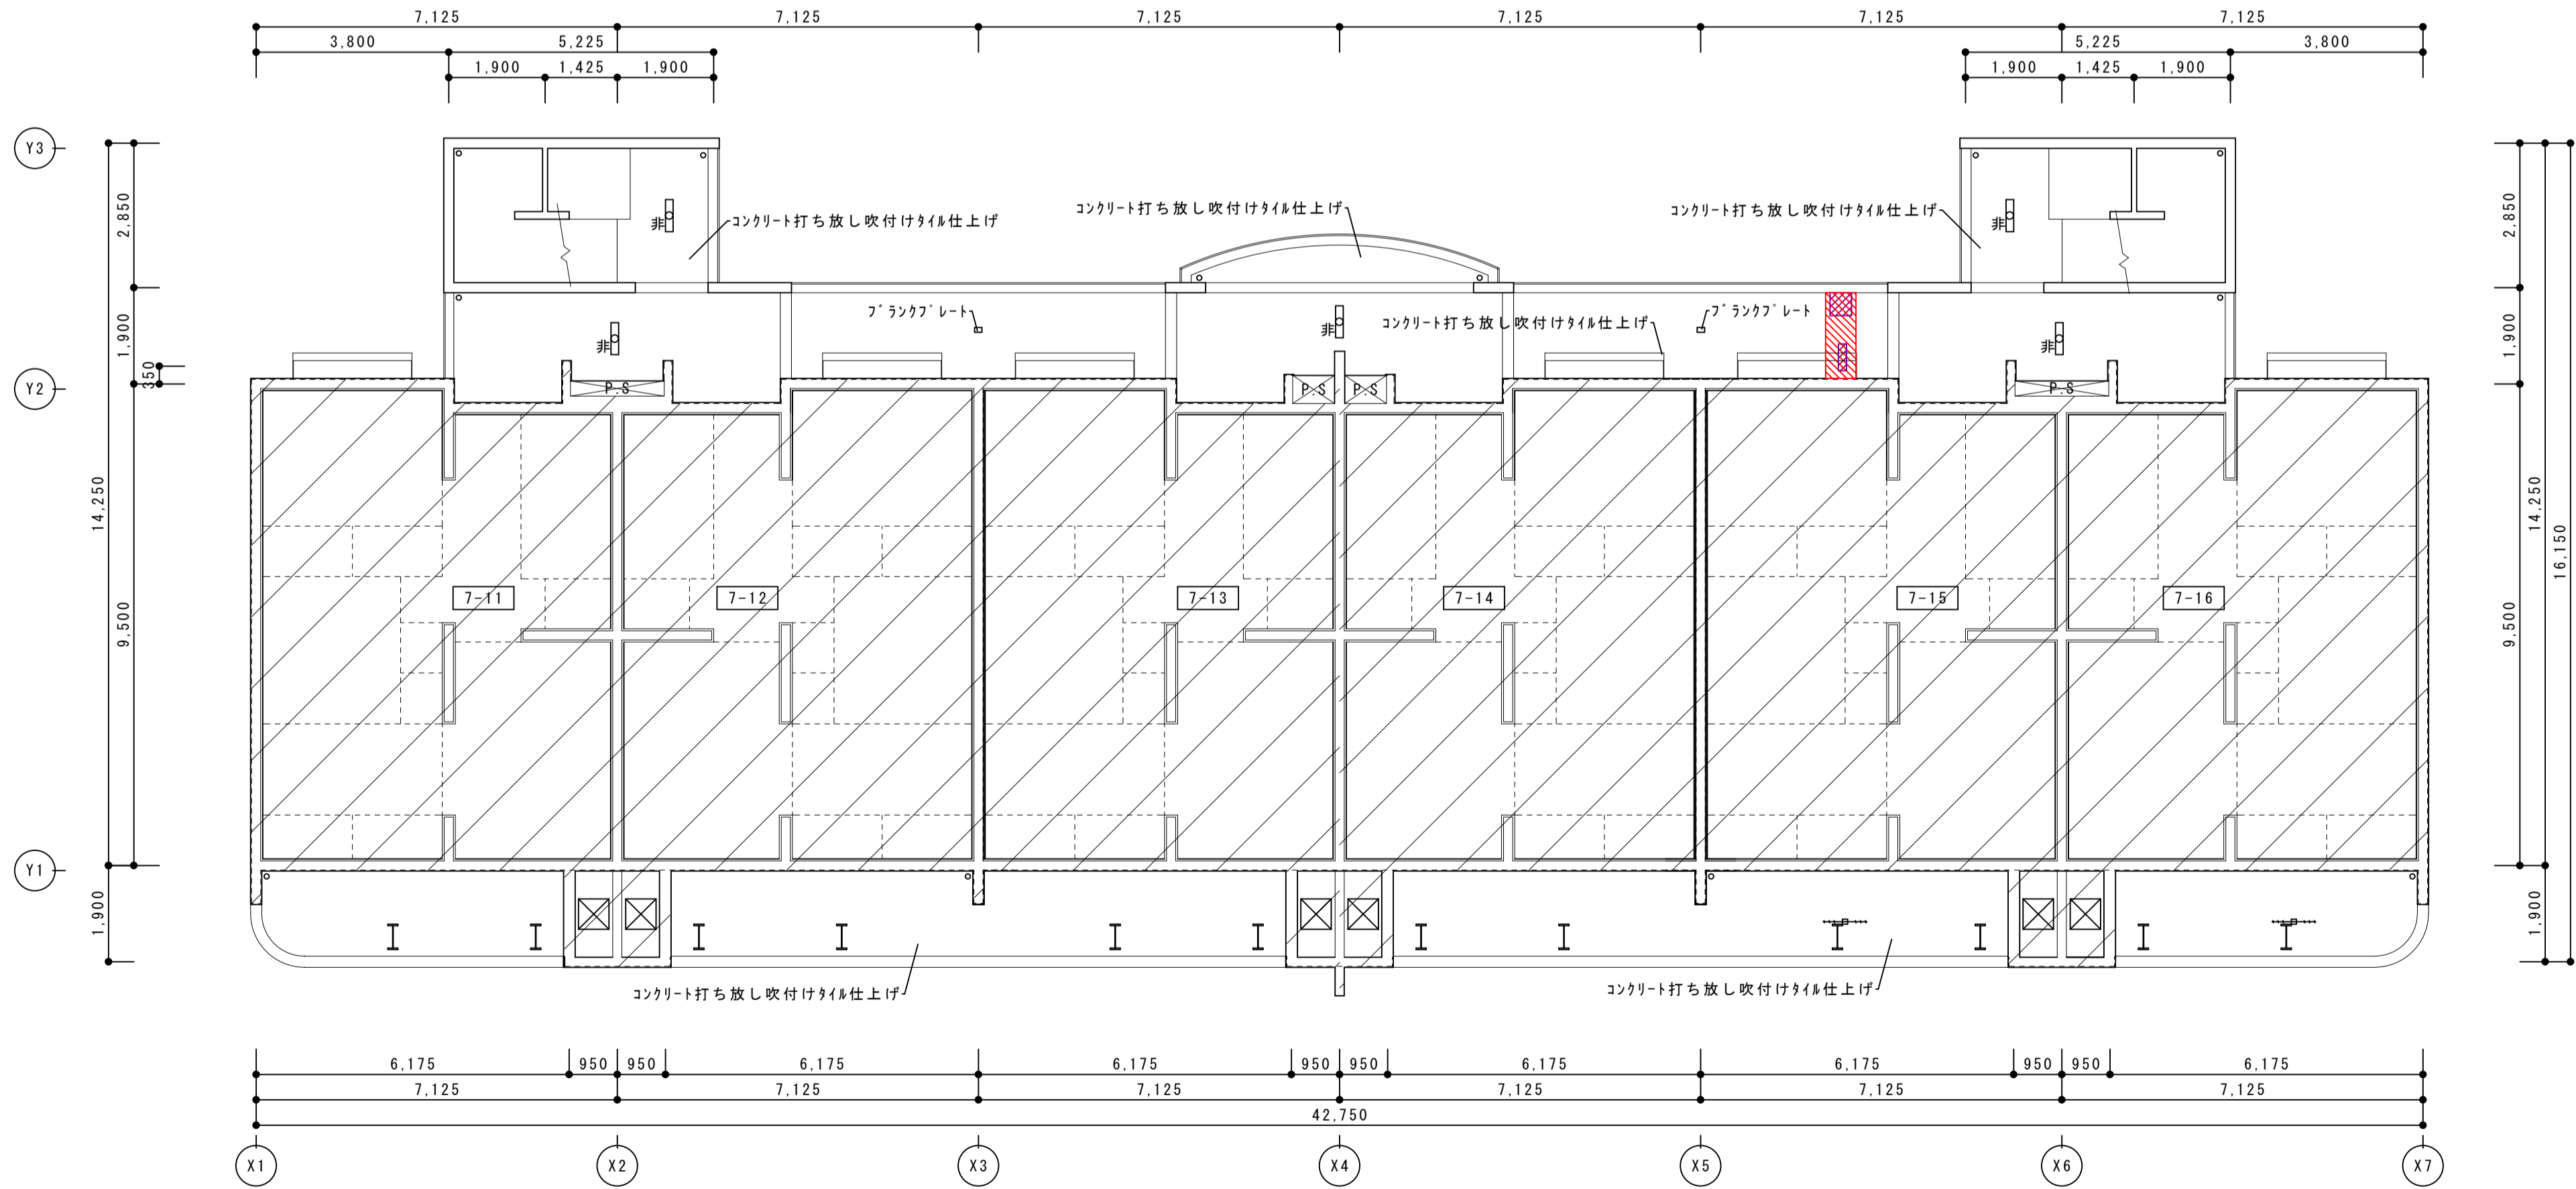 7,125 7,125 7,125 7,125 7,125 7,125
3,800 5,225 5,225 3,800
1,900 1,425 1,900 1,900 1,425 1,900
Y3
2,850 2,850
非 非
コンクリート打ち放し吹付けタイル仕上げ コンクリート打ち放し吹付けタイル仕上げ コンクリート打ち放し吹付けタイル仕上げ
ブランクプレート ブランクプレート
コンクリート打ち放し吹付けタイル仕上げ
1,900 非 非 非 1,900
350
Y2
P.S P.S P.S P.S
14,250 14,250
16,150
7-11 7-12 7-13 7-14 7-15 7-16
9,500 9,500
Y1
1,900 1,900
コンクリート打ち放し吹付けタイル仕上げ コンクリート打ち放し吹付けタイル仕上げ
6,175 950 950 6,175 6,175 950 950 6,175 6,175 950 950 6,175
7,125 7,125 7,125 7,125 7,125 7,125
42,750
X1 X2 X3 X4 X5 X6 X7